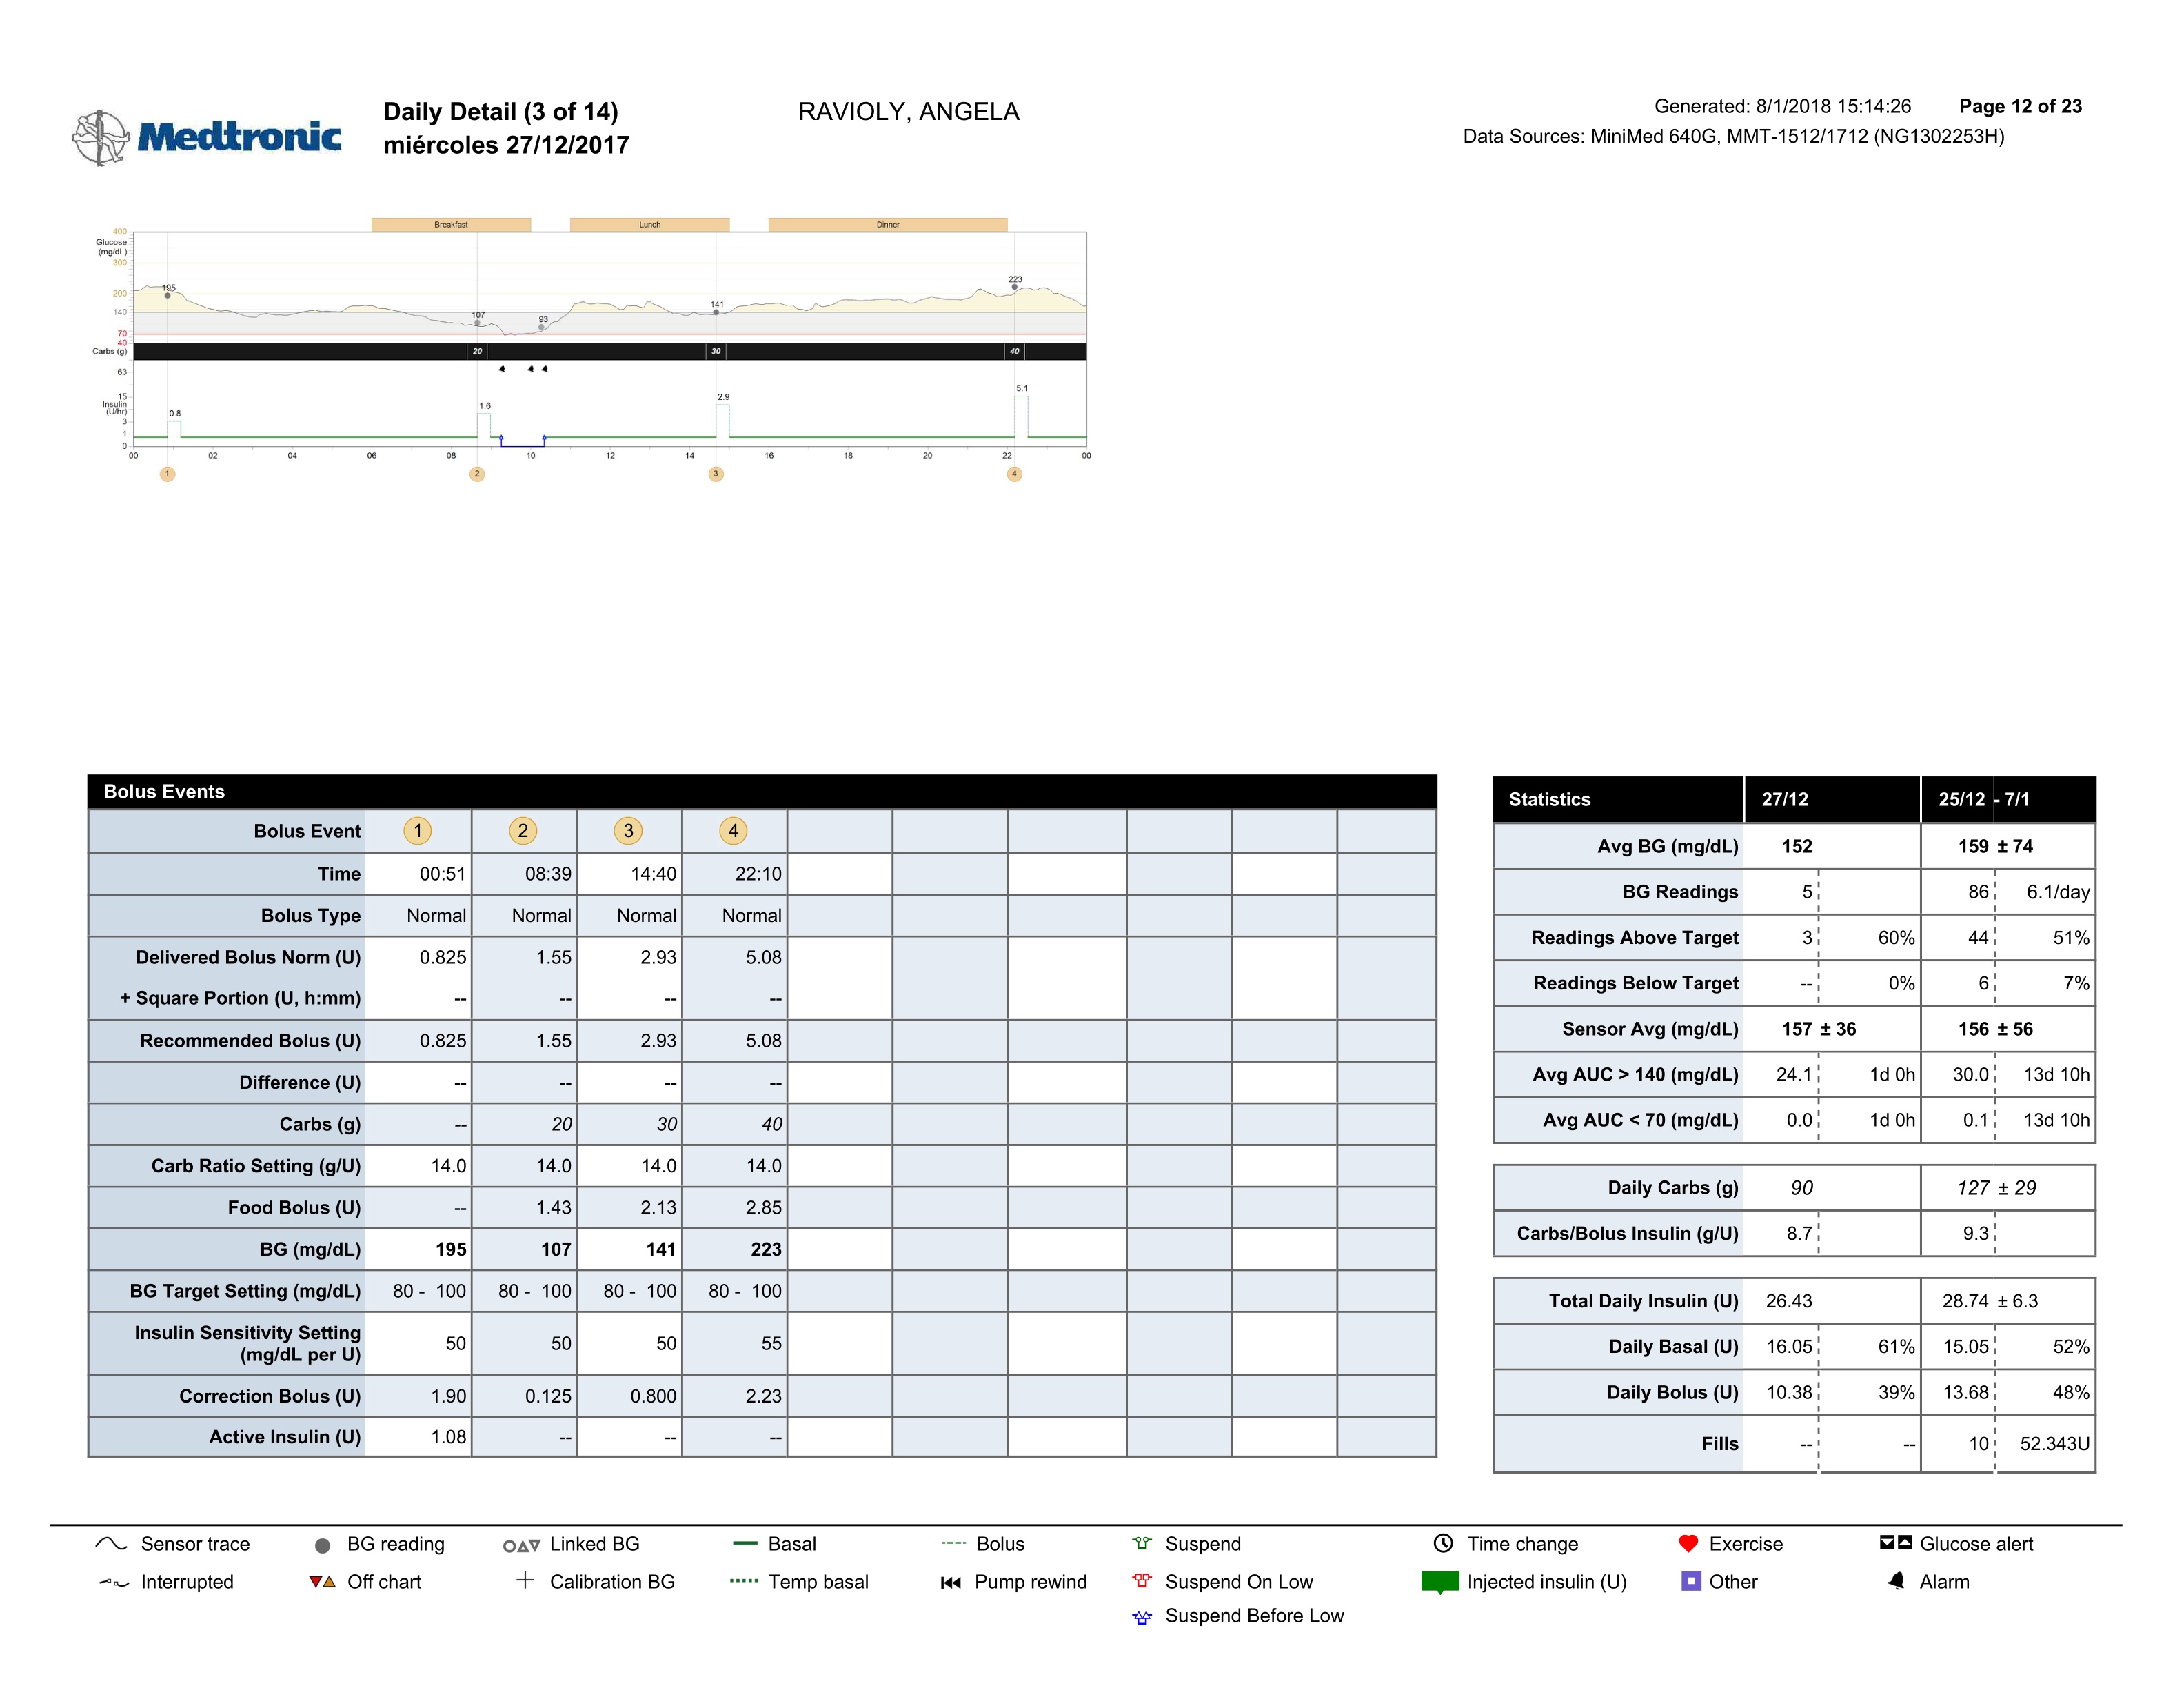 Medtronic
Daily Detail (3 of 14)
miércoles 27/12/2017
RAVIOLY, ANGELA
Generated: 8/1/2018 15:14:26 Page 12 of 23
Data Sources: MiniMed 640G, MMT-1512/1712 (NG1302253H)
Breakfast Lunch Dinner
400
Glucose
(mg/dL)
300
200
140
70
40
195 107 93 141 223
Carbs (g) 20 30 40
63
15
Insulin
(U/hr)
3
1
0
0.8 1.6 2.9 5.1
00 02 04 06 08 10 12 14 16 18 20 22 00
1 2 3 4
Bolus Events
Bolus Event 1 2 3 4
Time 00:51 08:39 14:40 22:10
Bolus Type Normal Normal Normal Normal
Delivered Bolus Norm (U) 0.825 1.55 2.93 5.08
+ Square Portion (U, h:mm) -- -- -- --
Recommended Bolus (U) 0.825 1.55 2.93 5.08
Difference (U) -- -- -- --
Carbs (g) -- 20 30 40
Carb Ratio Setting (g/U) 14.0 14.0 14.0 14.0
Food Bolus (U) -- 1.43 2.13 2.85
BG (mg/dL) 195 107 141 223
BG Target Setting (mg/dL) 80 - 100 80 - 100 80 - 100 80 - 100
Insulin Sensitivity Setting
(mg/dL per U) 50 50 50 55
Correction Bolus (U) 1.90 0.125 0.800 2.23
Active Insulin (U) 1.08 -- -- --
Statistics 27/12 25/12 - 7/1
Avg BG (mg/dL) 152 159 ± 74
BG Readings 5 86 6.1/day
Readings Above Target 3 60% 44 51%
Readings Below Target -- 0% 6 7%
Sensor Avg (mg/dL) 157 ± 36 156 ± 56
Avg AUC > 140 (mg/dL) 24.1 1d 0h 30.0 13d 10h
Avg AUC < 70 (mg/dL) 0.0 1d 0h 0.1 13d 10h
Daily Carbs (g) 90 127 ± 29
Carbs/Bolus Insulin (g/U) 8.7 9.3
Total Daily Insulin (U) 26.43 28.74 ± 6.3
Daily Basal (U) 16.05 61% 15.05 52%
Daily Bolus (U) 10.38 39% 13.68 48%
Fills -- -- 10 52.343U
Sensor trace BG reading Linked BG Basal Bolus Suspend Time change Exercise Glucose alert
Interrupted Off chart Calibration BG Temp basal Pump rewind Suspend On Low Injected insulin (U) Other Alarm
Suspend Before Low